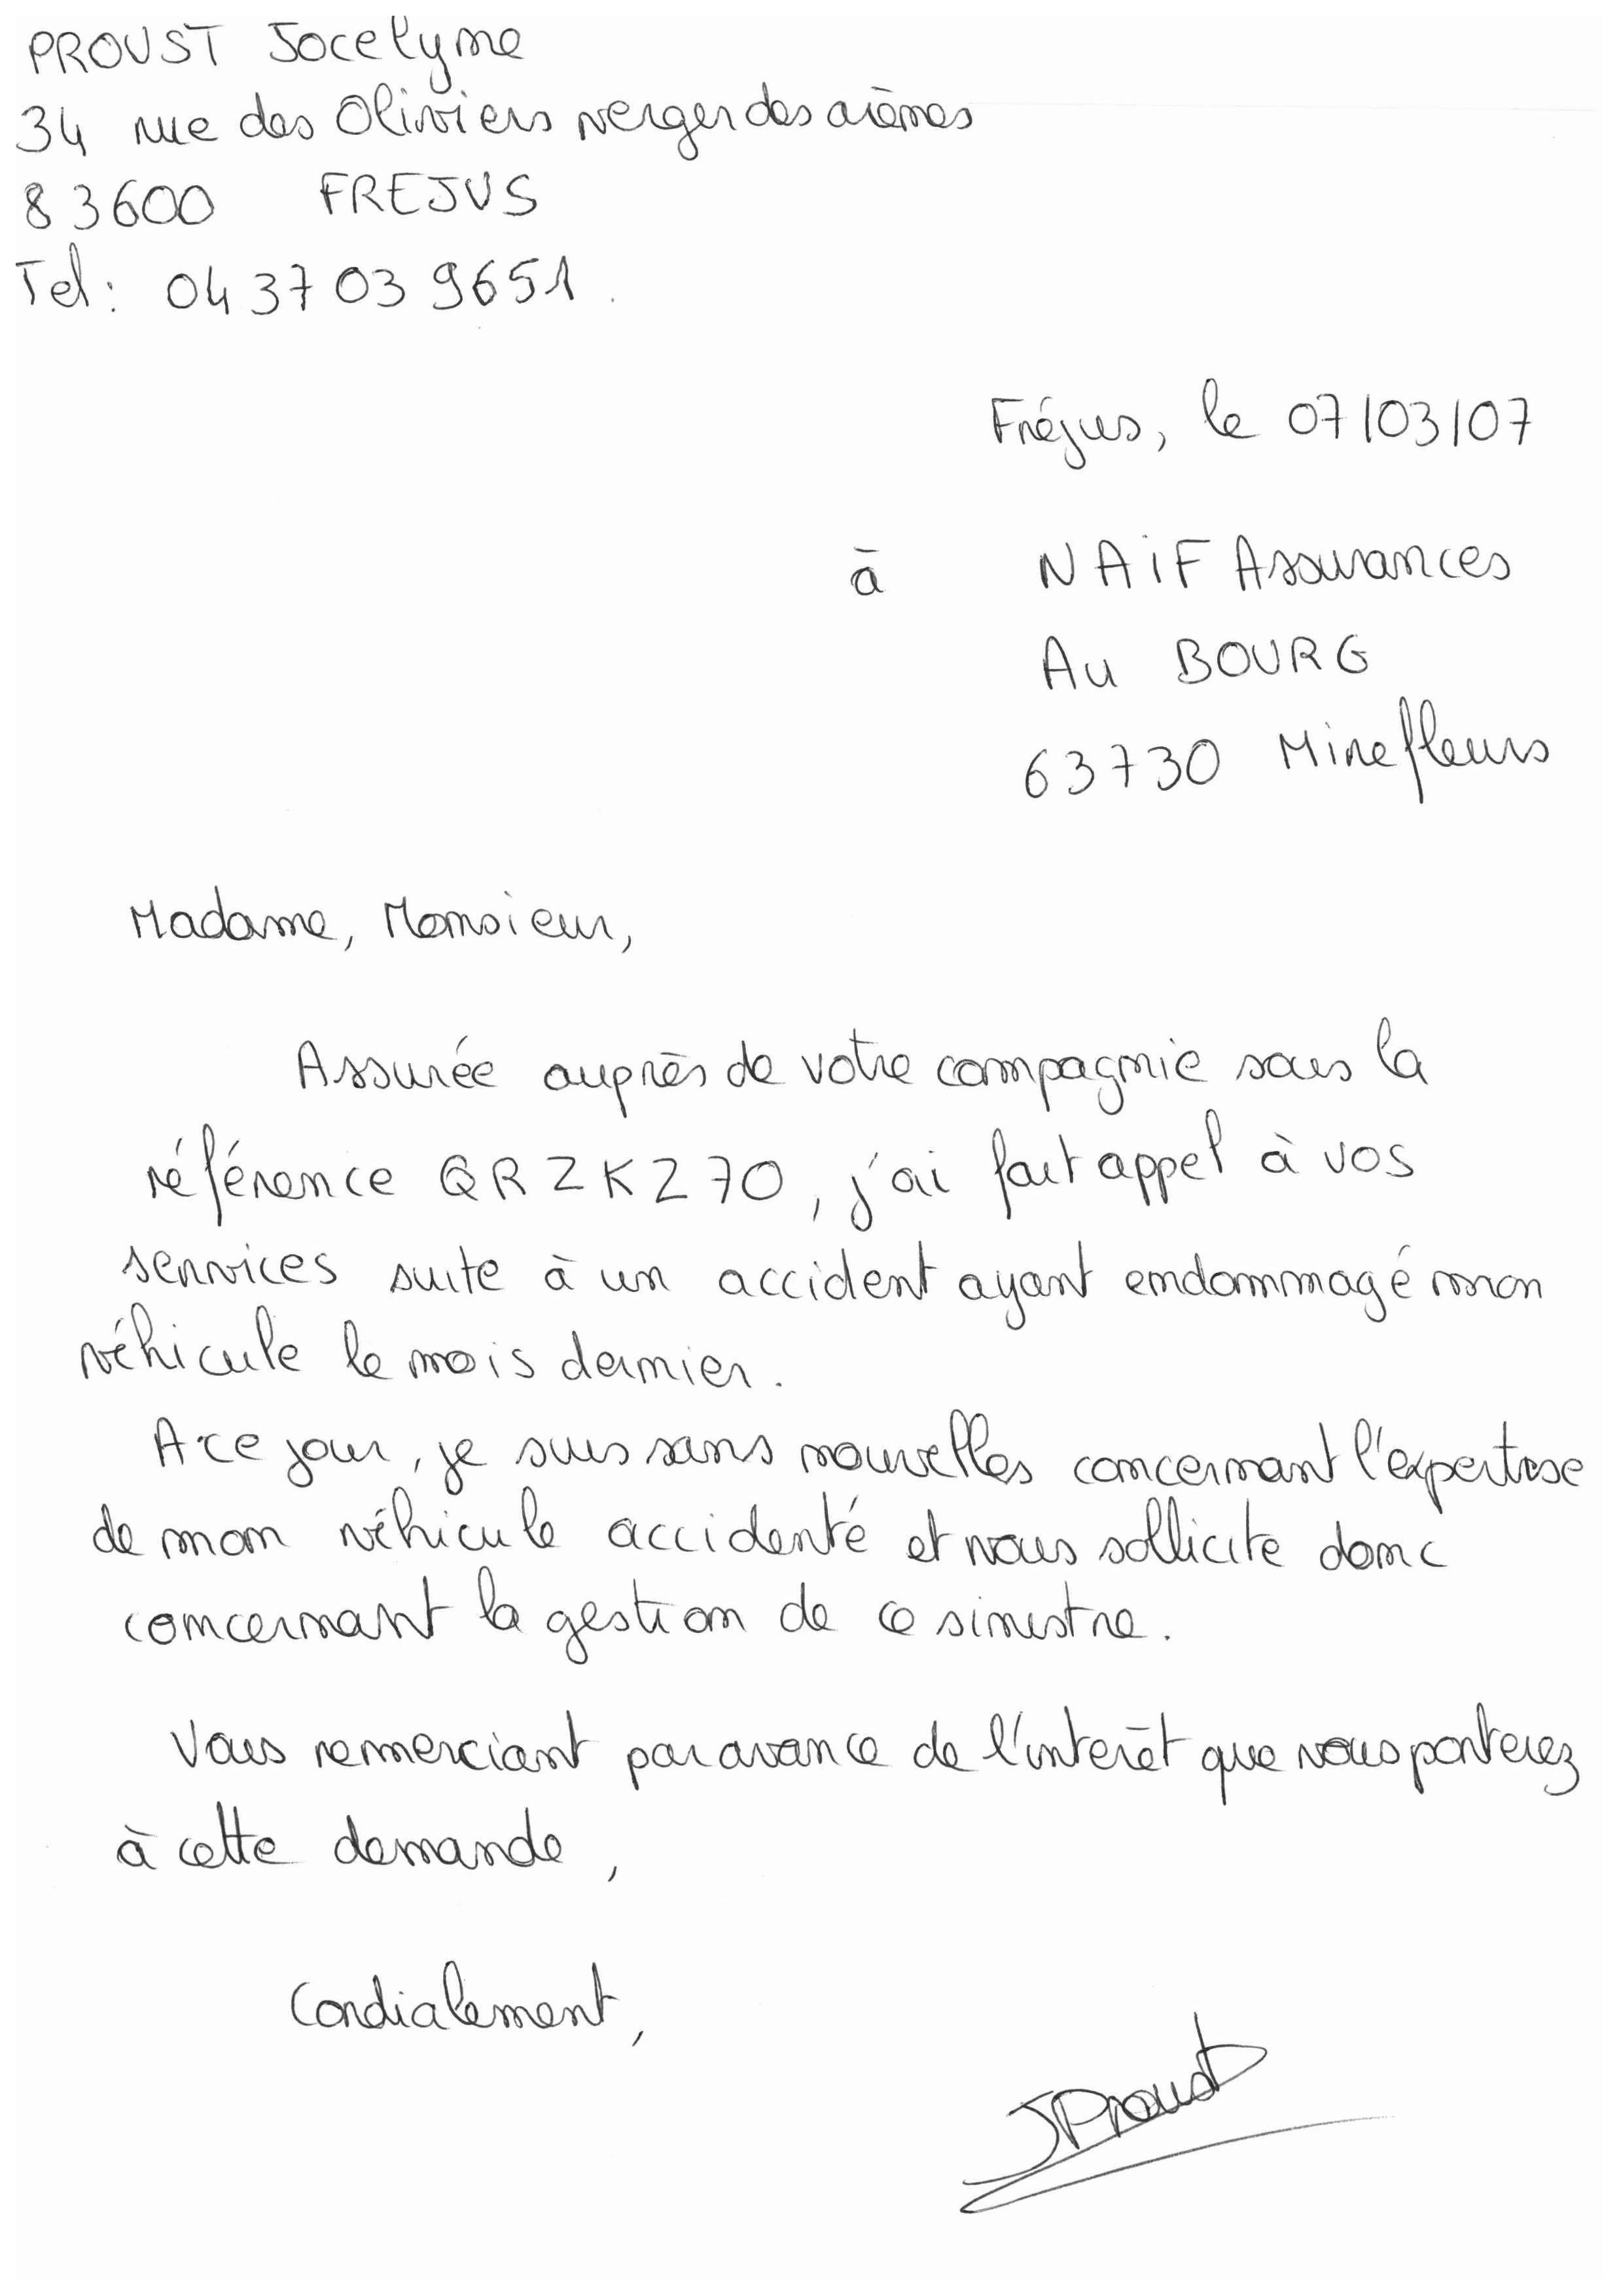 PROUST Jocelyne
34 rue des Oliviers verger des arènes
83600 FREJUS
Tel : 04 37 03 9651.
Fréjus, le 07/03/07
à NAiF Assurances
Au BOURG
63730 Mirefleurs
Madame, Monsieur,
Assurée auprès de votre compagnie sous la
référence QRZKZ70, j'ai fait appel à vos
services suite à un accident ayant endommagé mon
véhicule le mois dernier.
A ce jour, je suis sans nouvelles concernant l'expertise
de mon véhicule accidenté et vous sollicite donc
concernant la gestion de ce sinistre.
Vous remerciant par avance de l'interêt que vous porterez
à cette demande,
Cordialement,
JProust